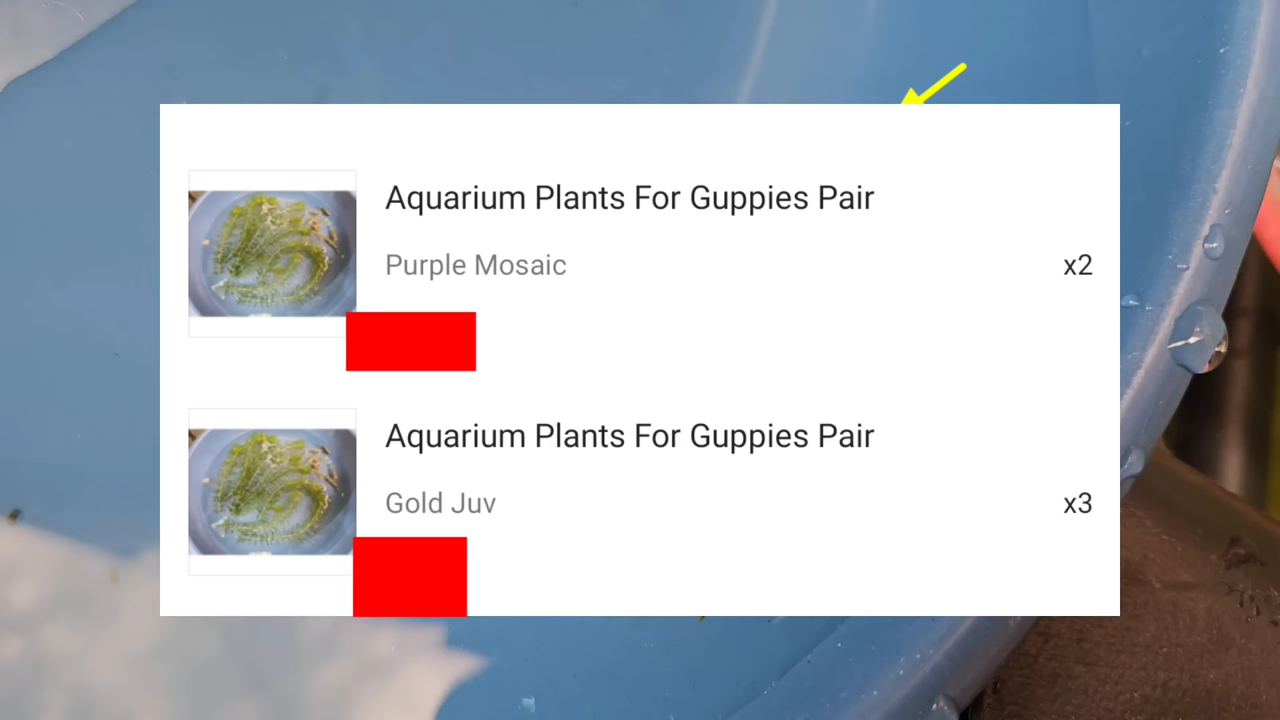 Aquarium Plants For Guppies Pair
Purple Mosaic
x2
Aquarium Plants For Guppies Pair
Gold Juv
x3